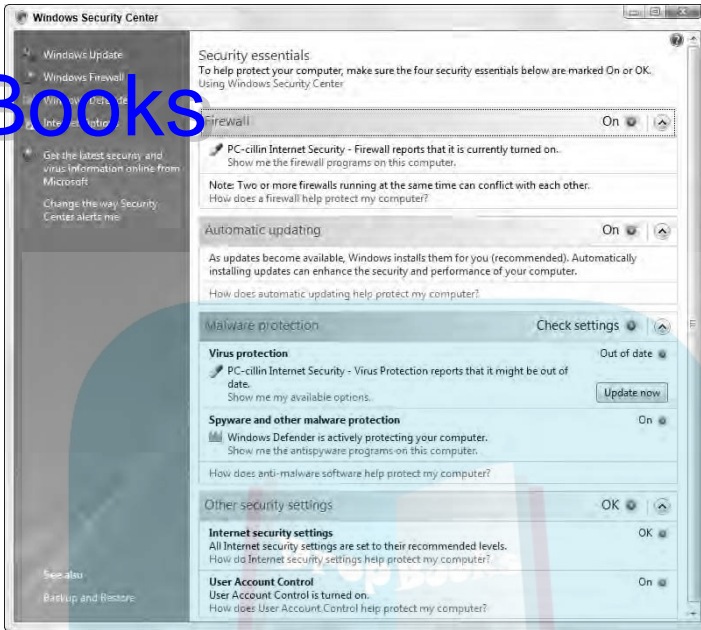 Windows Security Center
Windows Update
Windows Firewall
Windows Defender
Internet Options
Get the latest security and
virus information online from
Microsoft
Change the way Security
Center alerts me
See also
Backup and Restore
Books
Security essentials
To help protect your computer, make sure the four security essentials below are marked On or OK.
Using Windows Security Center
Firewall On
PC-cillin Internet Security - Firewall reports that it is currently turned on.
Show me the firewall programs on this computer.
Note: Two or more firewalls running at the same time can conflict with each other.
How does a firewall help protect my computer?
Automatic updating On
As updates become available, Windows installs them for you (recommended). Automatically
installing updates can enhance the security and performance of your computer.
How does automatic updating help protect my computer?
Malware protection Check settings
Virus protection Out of date
PC-cillin Internet Security - Virus Protection reports that it might be out of
date.
Show me my available options.
Update now
Spyware and other malware protection On
Windows Defender is actively protecting your computer.
Show me the antispyware programs on this computer.
How does anti-malware software help protect my computer?
Other security settings OK
Internet security settings OK
All Internet security settings are set to their recommended levels.
How do Internet security settings help protect my computer?
User Account Control On
User Account Control is turned on.
How does User Account Control help protect my computer?
Books